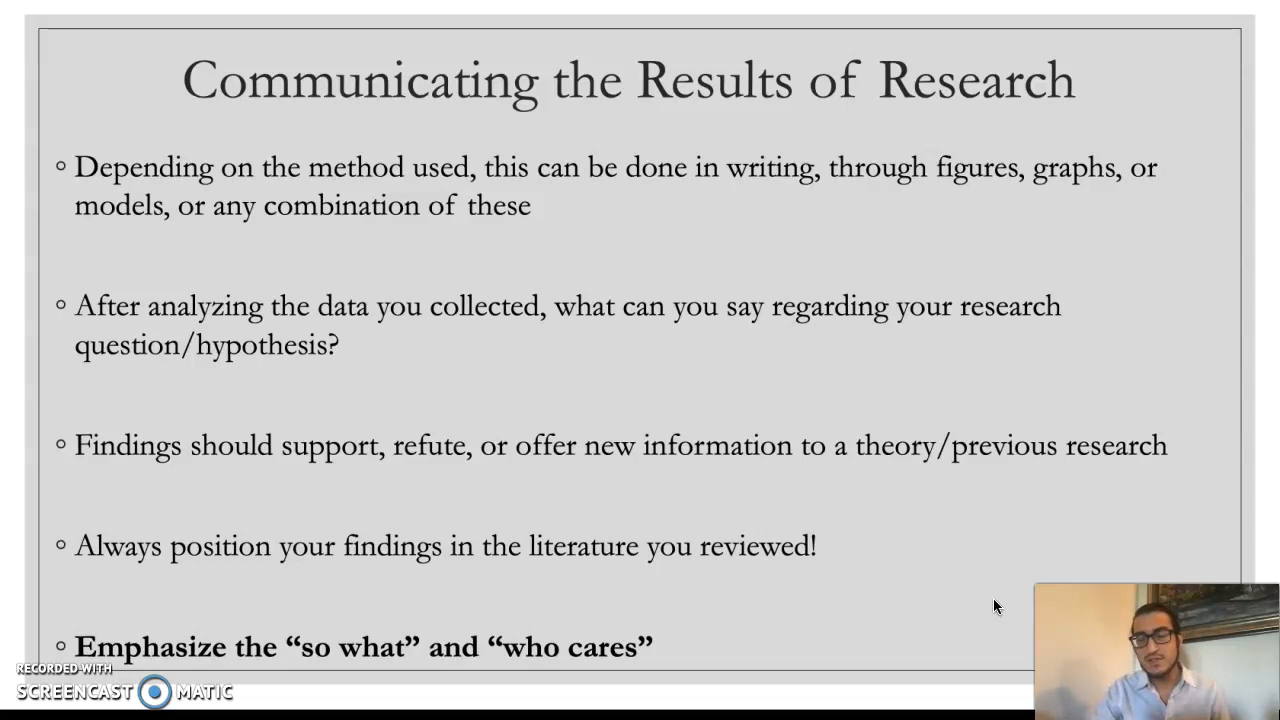 Communicating the Results of Research
◦ Depending on the method used, this can be done in writing, through figures, graphs, or
models, or any combination of these
◦ After analyzing the data you collected, what can you say regarding your research
question/hypothesis?
◦ Findings should support, refute, or offer new information to a theory/previous research
◦ Always position your findings in the literature you reviewed!
◦ Emphasize the “so what” and “who cares”
RECORDED WITH
SCREENCAST MATIC